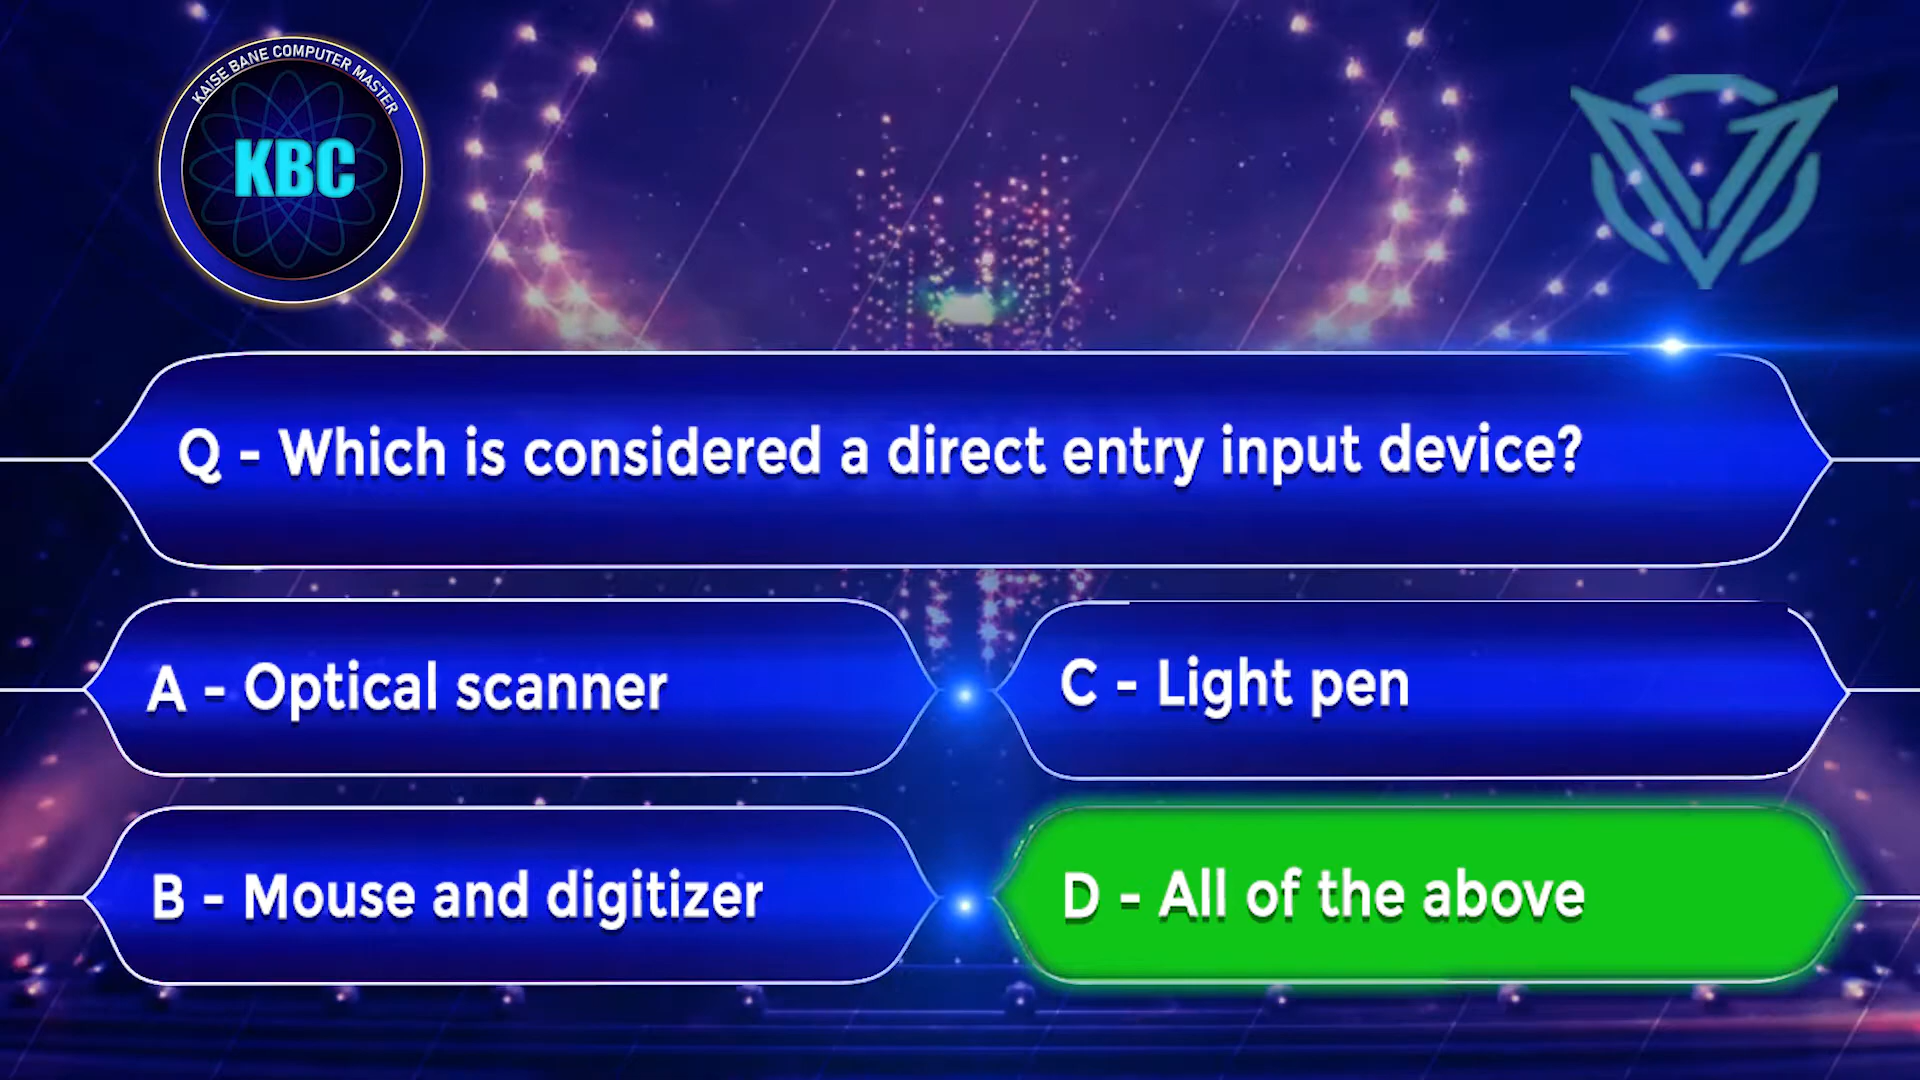 KAISE BANE COMPUTER MASTER
KBC
Q - Which is considered a direct entry input device?
A - Optical scanner
C - Light pen
B - Mouse and digitizer
D - All of the above